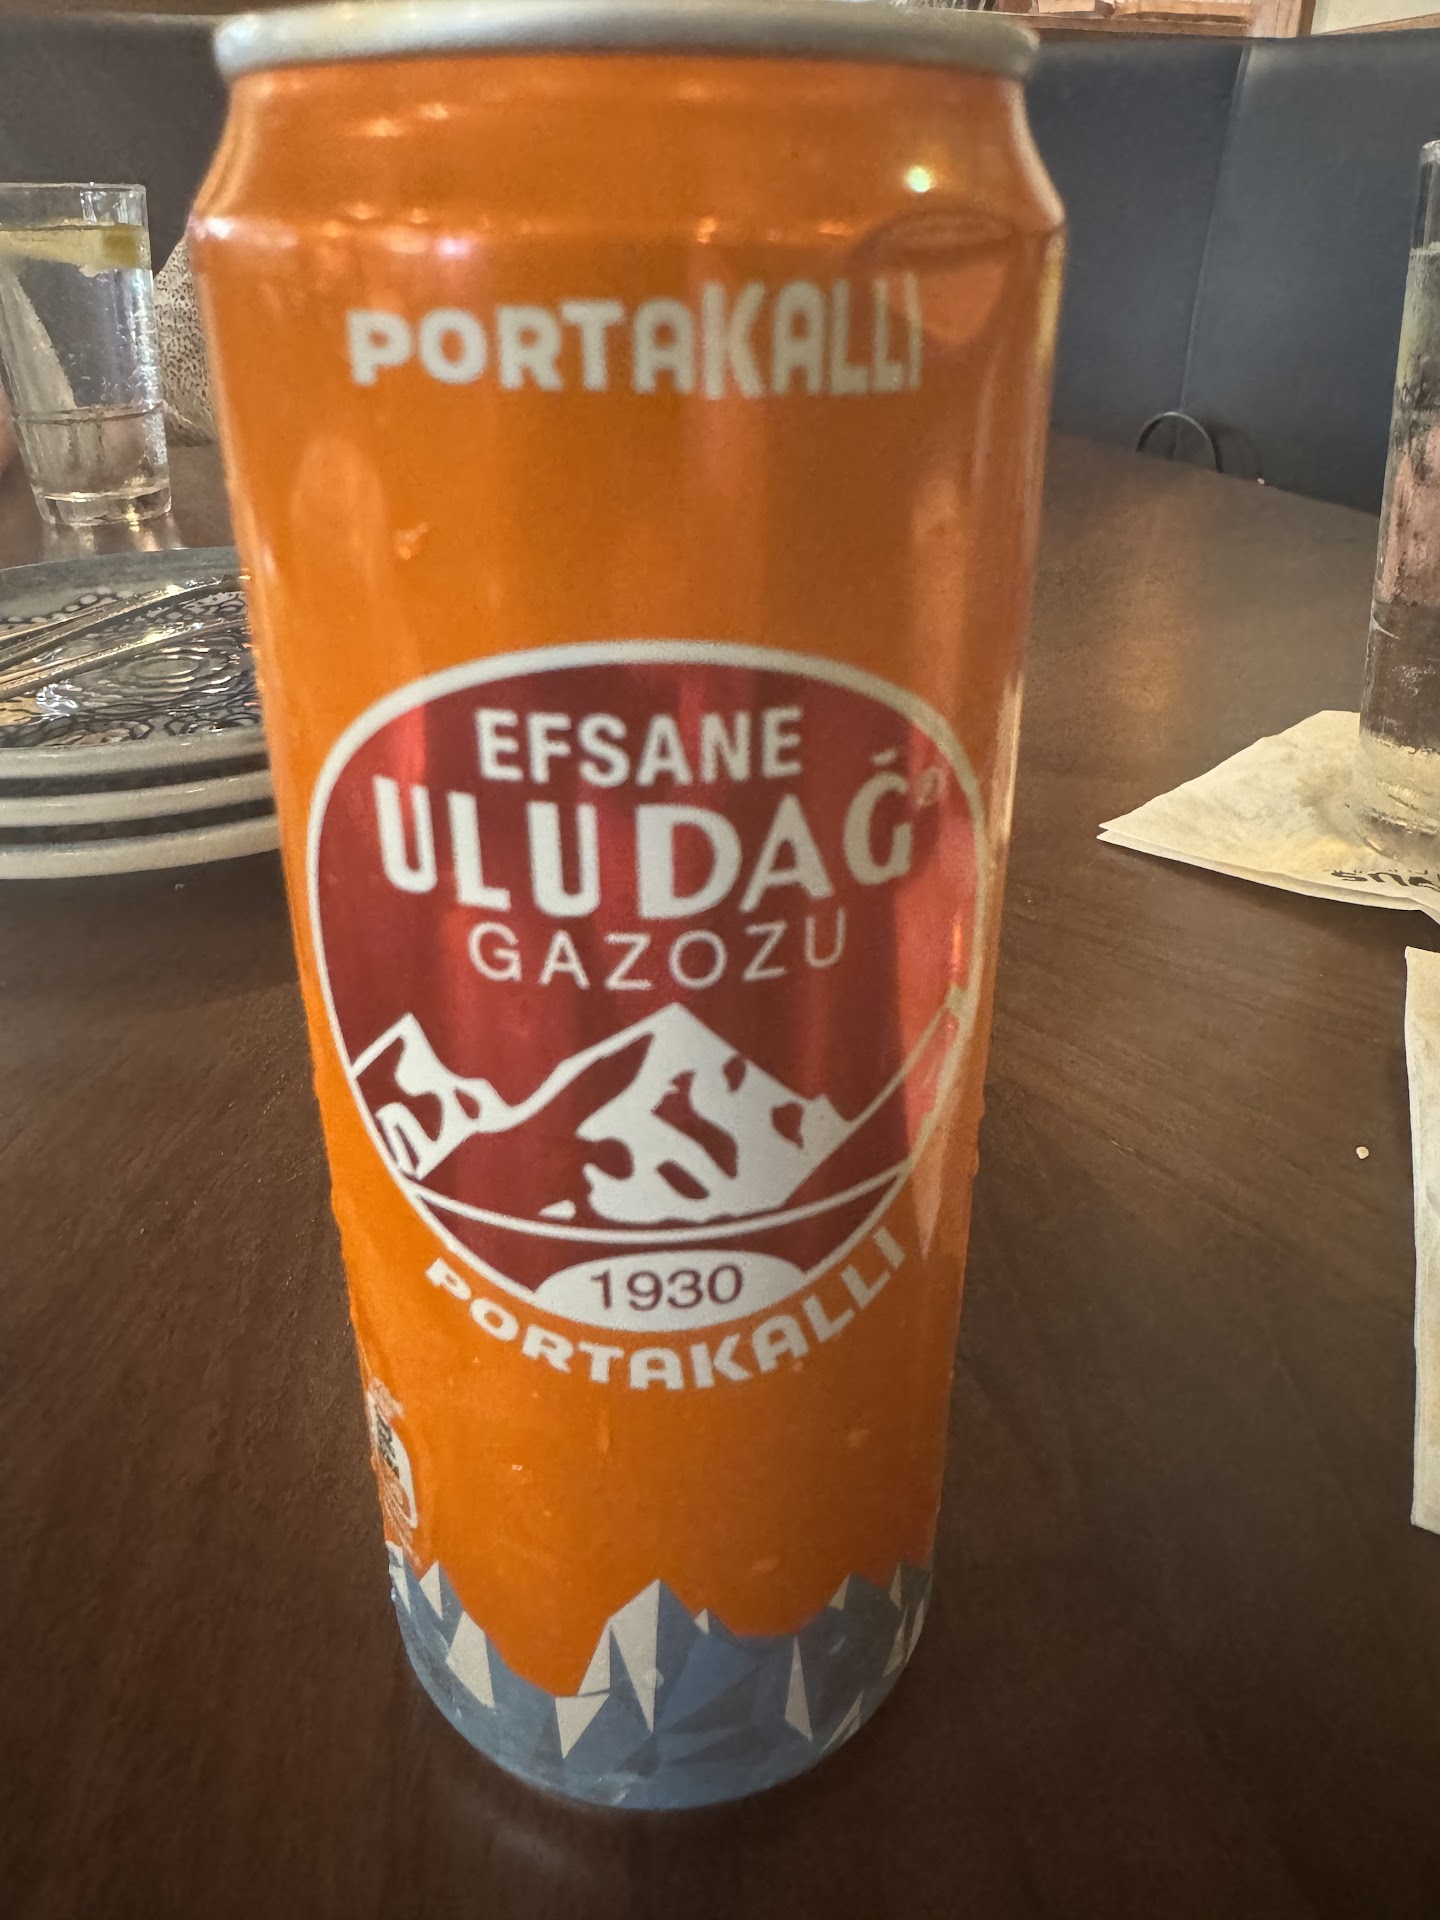 PORTAKALLI
EFSANE
ULUDAĞ
GAZOZU
1930
PORTAKALLI